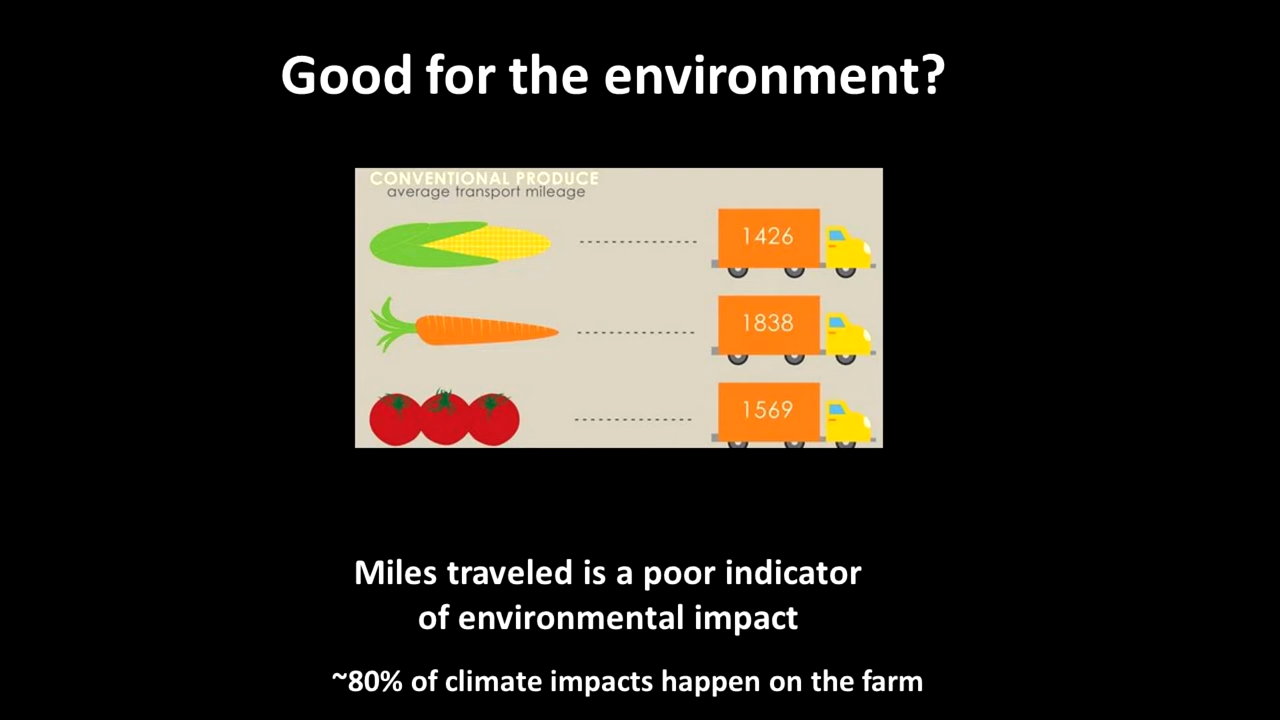 Good for the environment?
CONVENTIONAL PRODUCE
average transport mileage
1426
1838
1569
Miles traveled is a poor indicator
of environmental impact
~80% of climate impacts happen on the farm